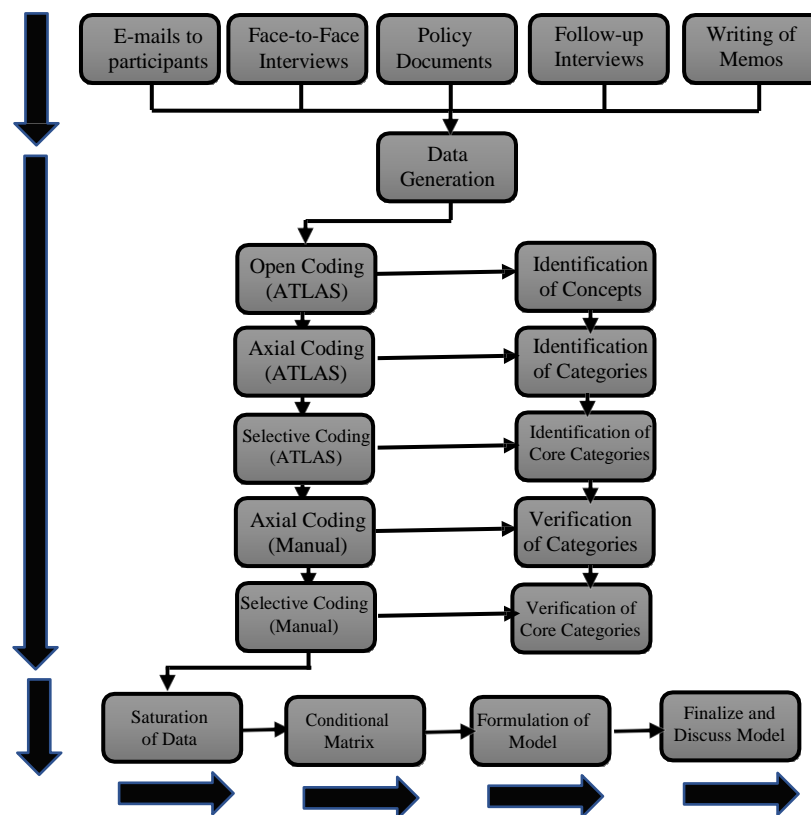 E-mails to
participants
Face-to-Face
Interviews
Policy
Documents
Follow-up
Interviews
Writing of
Memos
Data
Generation
Open Coding
(ATLAS)
Identification
of Concepts
Axial Coding
(ATLAS)
Identification
of Categories
Selective Coding
(ATLAS)
Identification of
Core Categories
Axial Coding
(Manual)
Verification
of Categories
Selective Coding
(Manual)
Verification of
Core Categories
Saturation
of Data
Conditional
Matrix
Formulation of
Model
Finalize and
Discuss Model